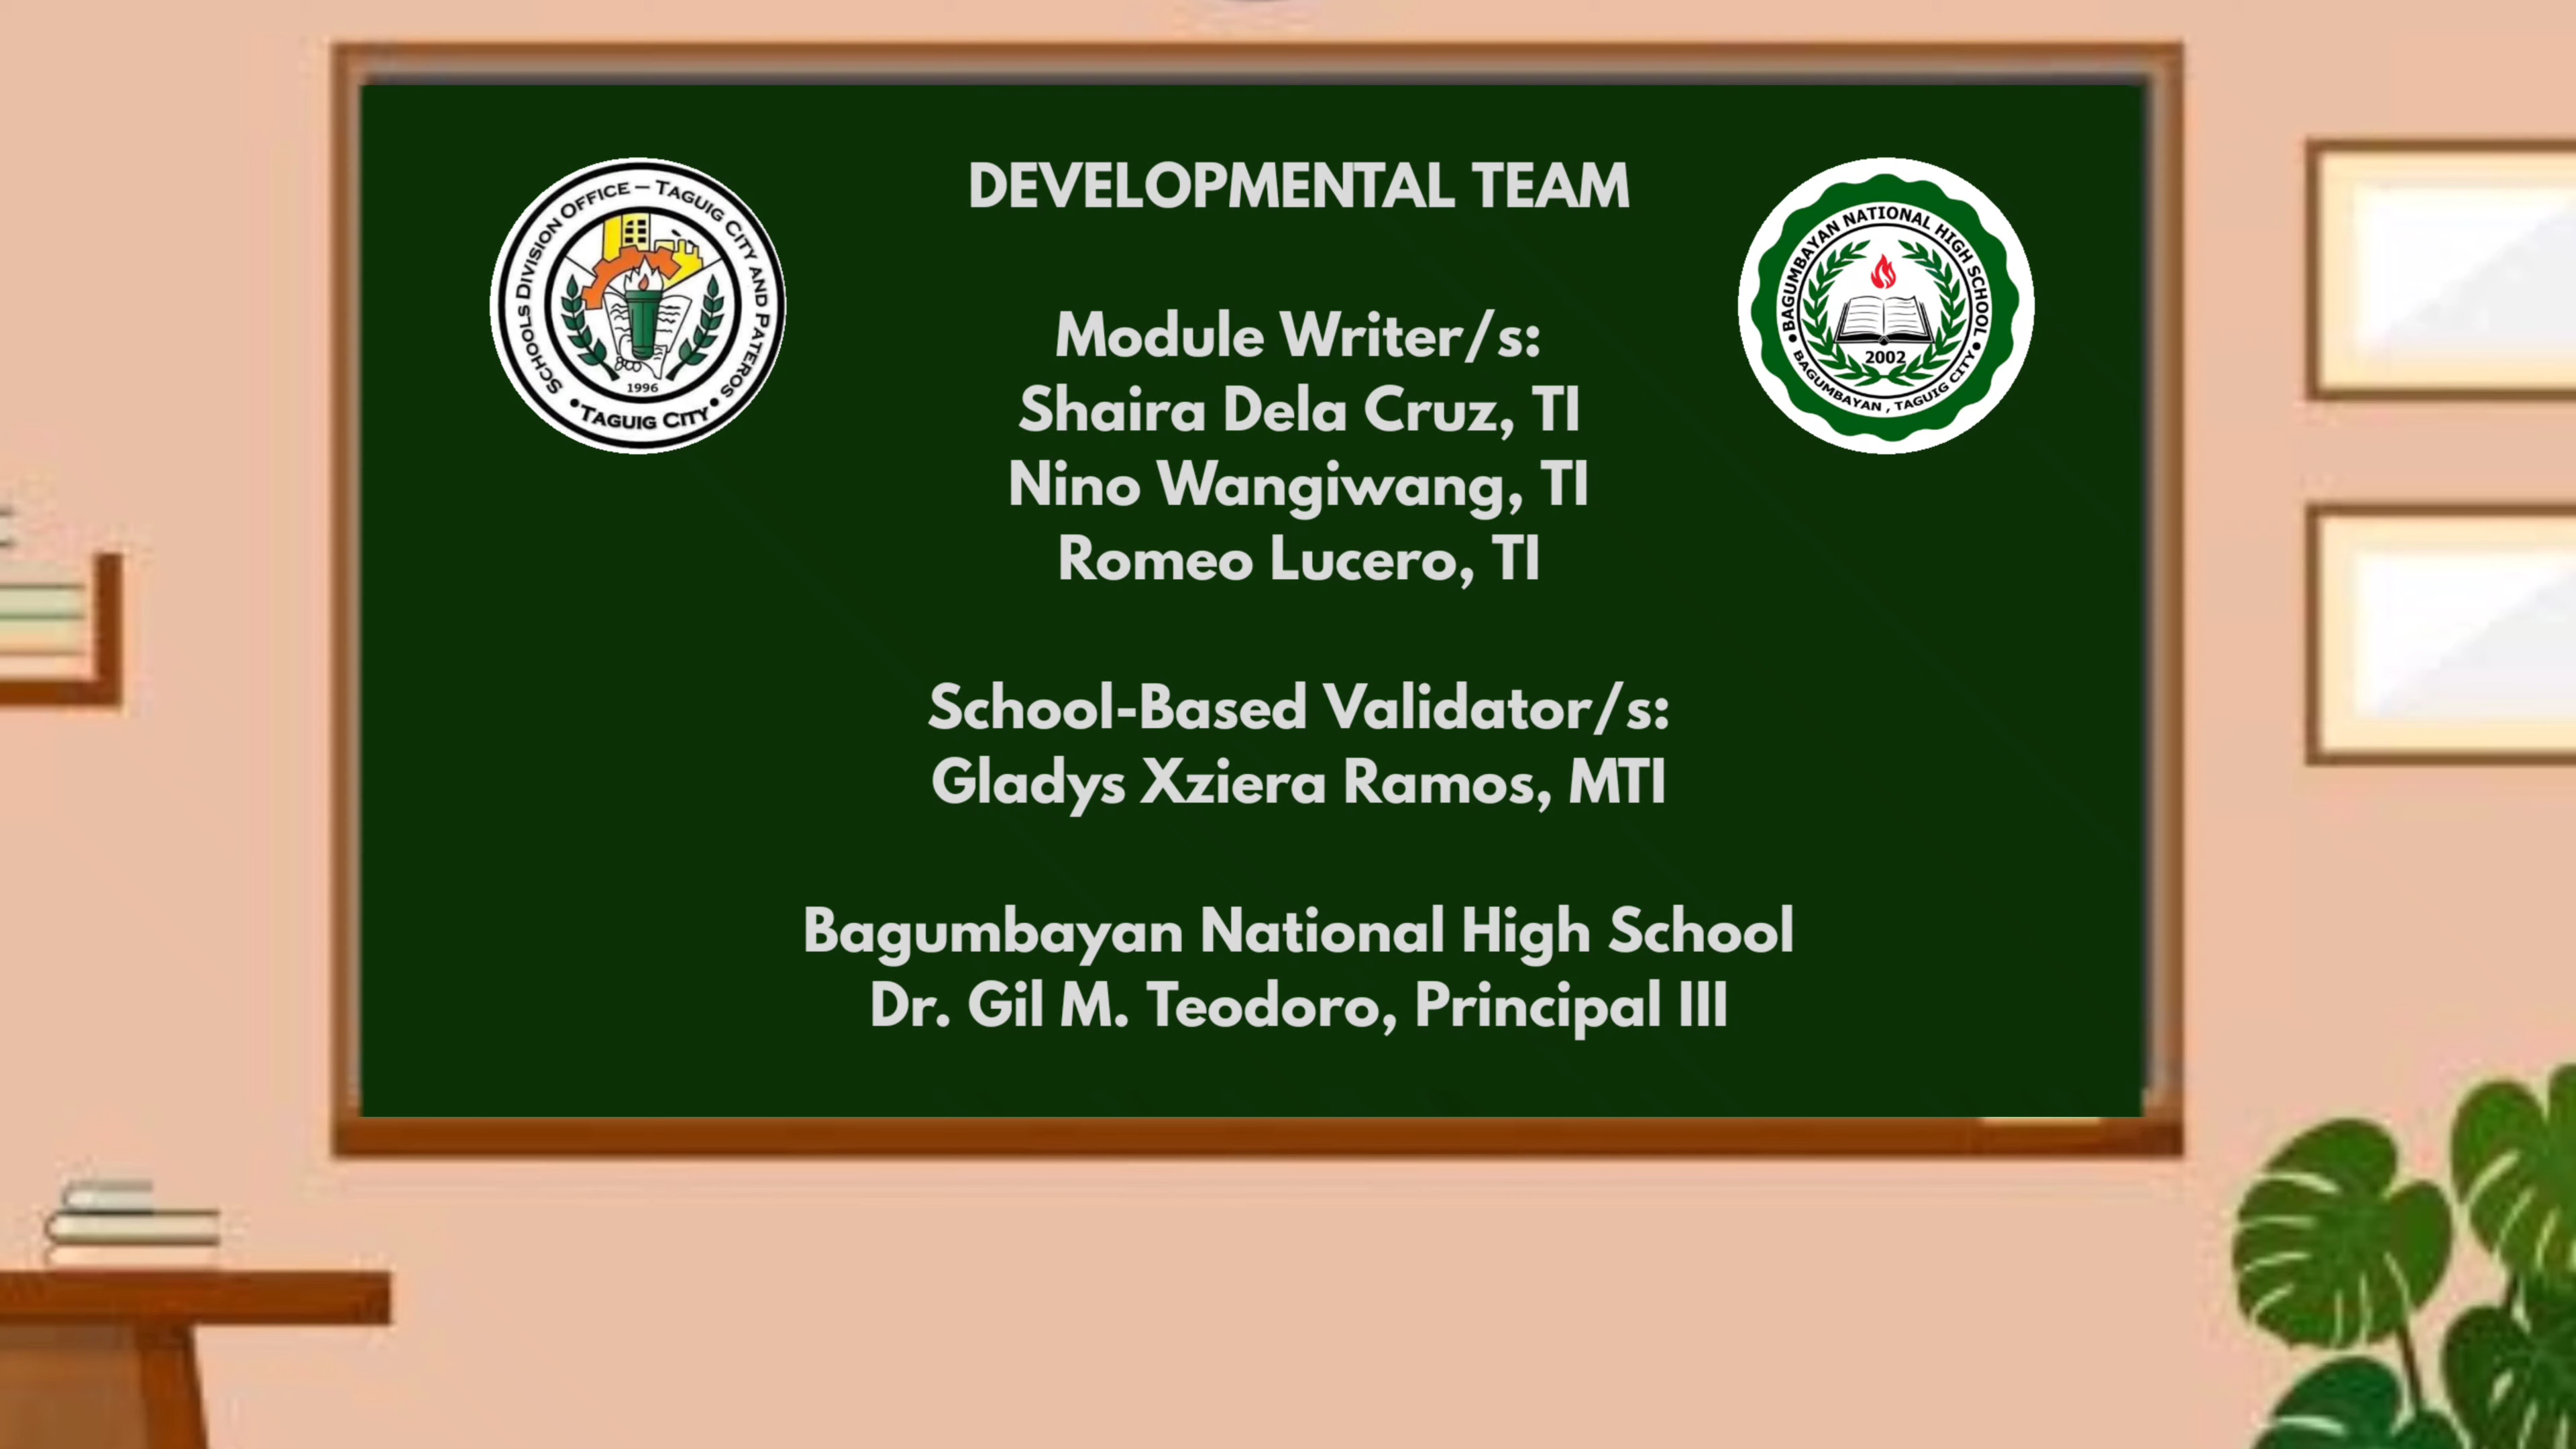 SCHOOLS DIVISION OFFICE – TAGUIG CITY AND PATEROS
1996
• TAGUIG CITY •
DEVELOPMENTAL TEAM
• BAGUMBAYAN NATIONAL HIGH SCHOOL •
2002
BAGUMBAYAN , TAGUIG CITY
Module Writer/s:
Shaira Dela Cruz, TI
Nino Wangiwang, TI
Romeo Lucero, TI
School-Based Validator/s:
Gladys Xziera Ramos, MTI
Bagumbayan National High School
Dr. Gil M. Teodoro, Principal III